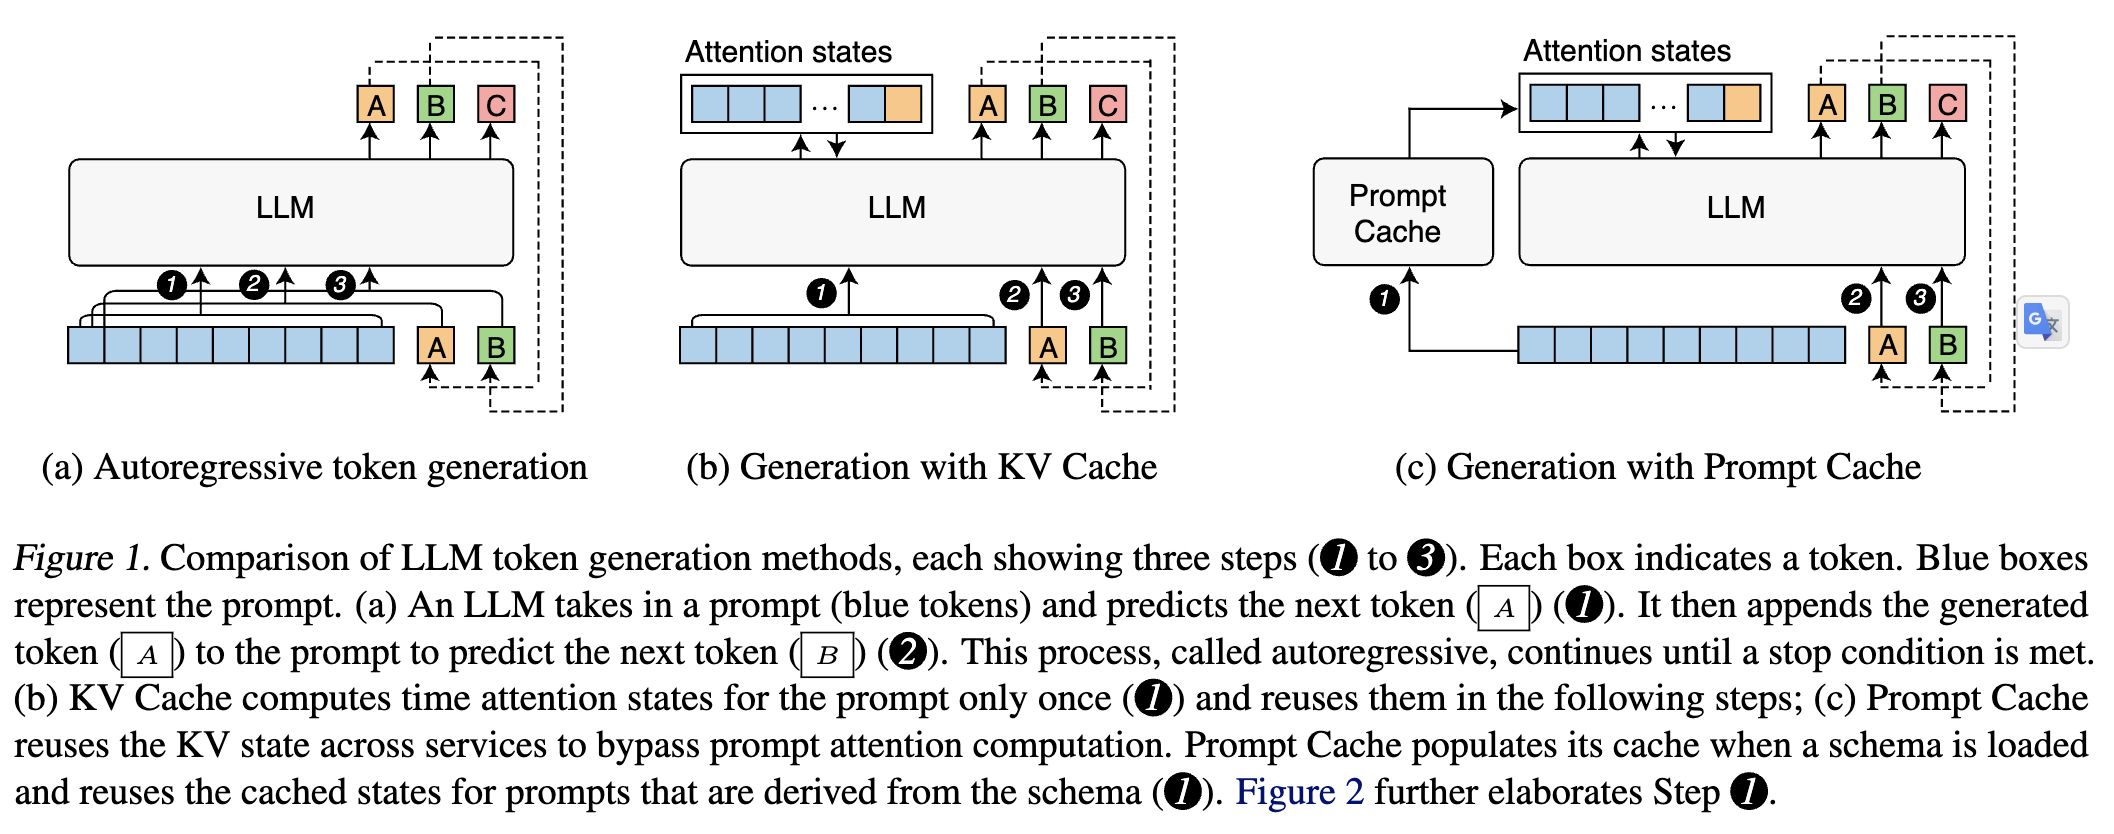 Attention states
A B C
LLM
1 2 3
A B
(a) Autoregressive token generation
Attention states
A B C
LLM
1 2 3
A B
(b) Generation with KV Cache
Attention states
A B C
Prompt
Cache
LLM
1 2 3
A B
G 文
(c) Generation with Prompt Cache
Figure 1. Comparison of LLM token generation methods, each showing three steps (1 to 3). Each box indicates a token. Blue boxes
represent the prompt. (a) An LLM takes in a prompt (blue tokens) and predicts the next token ( A ) (1). It then appends the generated
token ( A ) to the prompt to predict the next token ( B ) (2). This process, called autoregressive, continues until a stop condition is met.
(b) KV Cache computes time attention states for the prompt only once (1) and reuses them in the following steps; (c) Prompt Cache
reuses the KV state across services to bypass prompt attention computation. Prompt Cache populates its cache when a schema is loaded
and reuses the cached states for prompts that are derived from the schema (1). Figure 2 further elaborates Step 1.